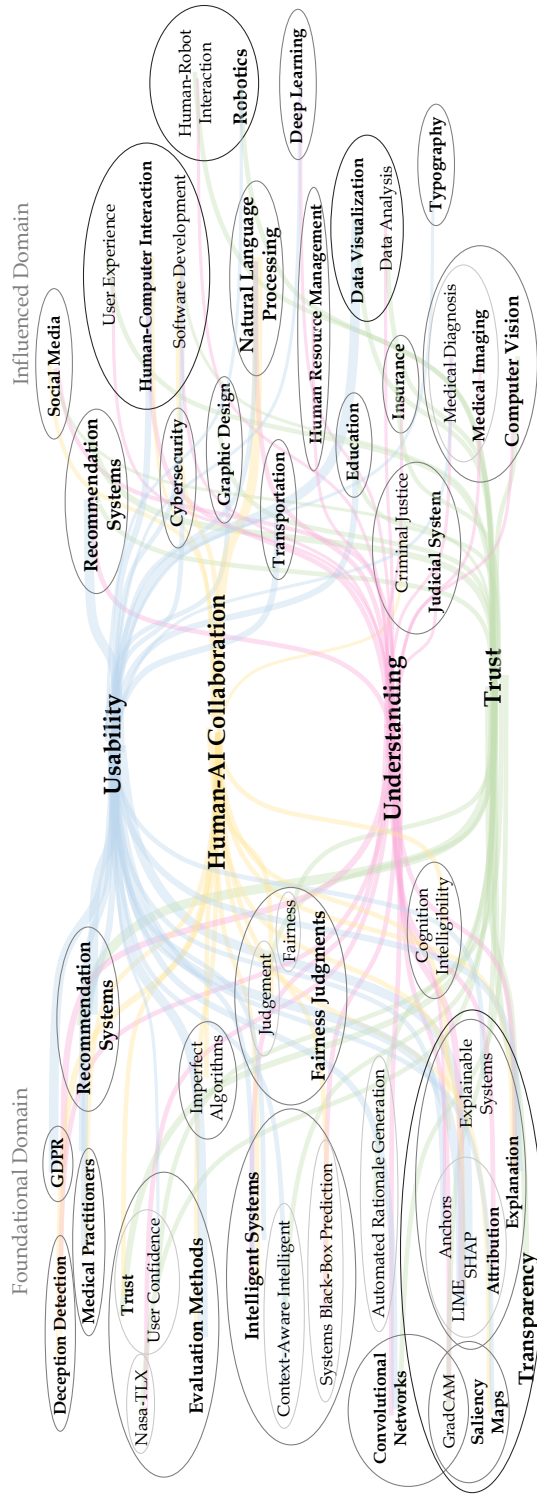 Foundational Domain
Influenced Domain
Deception Detection
GDPR
Medical Practitioners
Recommendation
Systems
Trust
User Confidence
Nasa-TLX
Evaluation Methods
Imperfect
Algorithms
Judgement
Fairness
Fairness Judgments
Intelligent Systems
Context-Aware Intelligent
Systems Black-Box Prediction
Automated Rationale Generation
Convolutional
Networks
Cognition
Intelligibility
Explainable
Systems
Anchors
LIME
SHAP
Attribution
Explanation
GradCAM
Saliency
Maps
Transparency
Usability
Human-AI Collaboration
Understanding
Trust
Social Media
Recommendation
Systems
User Experience
Human-Computer Interaction
Software Development
Human-Robot
Interaction
Robotics
Cybersecurity
Graphic Design
Natural Language
Processing
Transportation
Deep Learning
Human Resource Management
Education
Data Visualization
Data Analysis
Insurance
Criminal Justice
Judicial System
Typography
Medical Diagnosis
Medical Imaging
Computer Vision